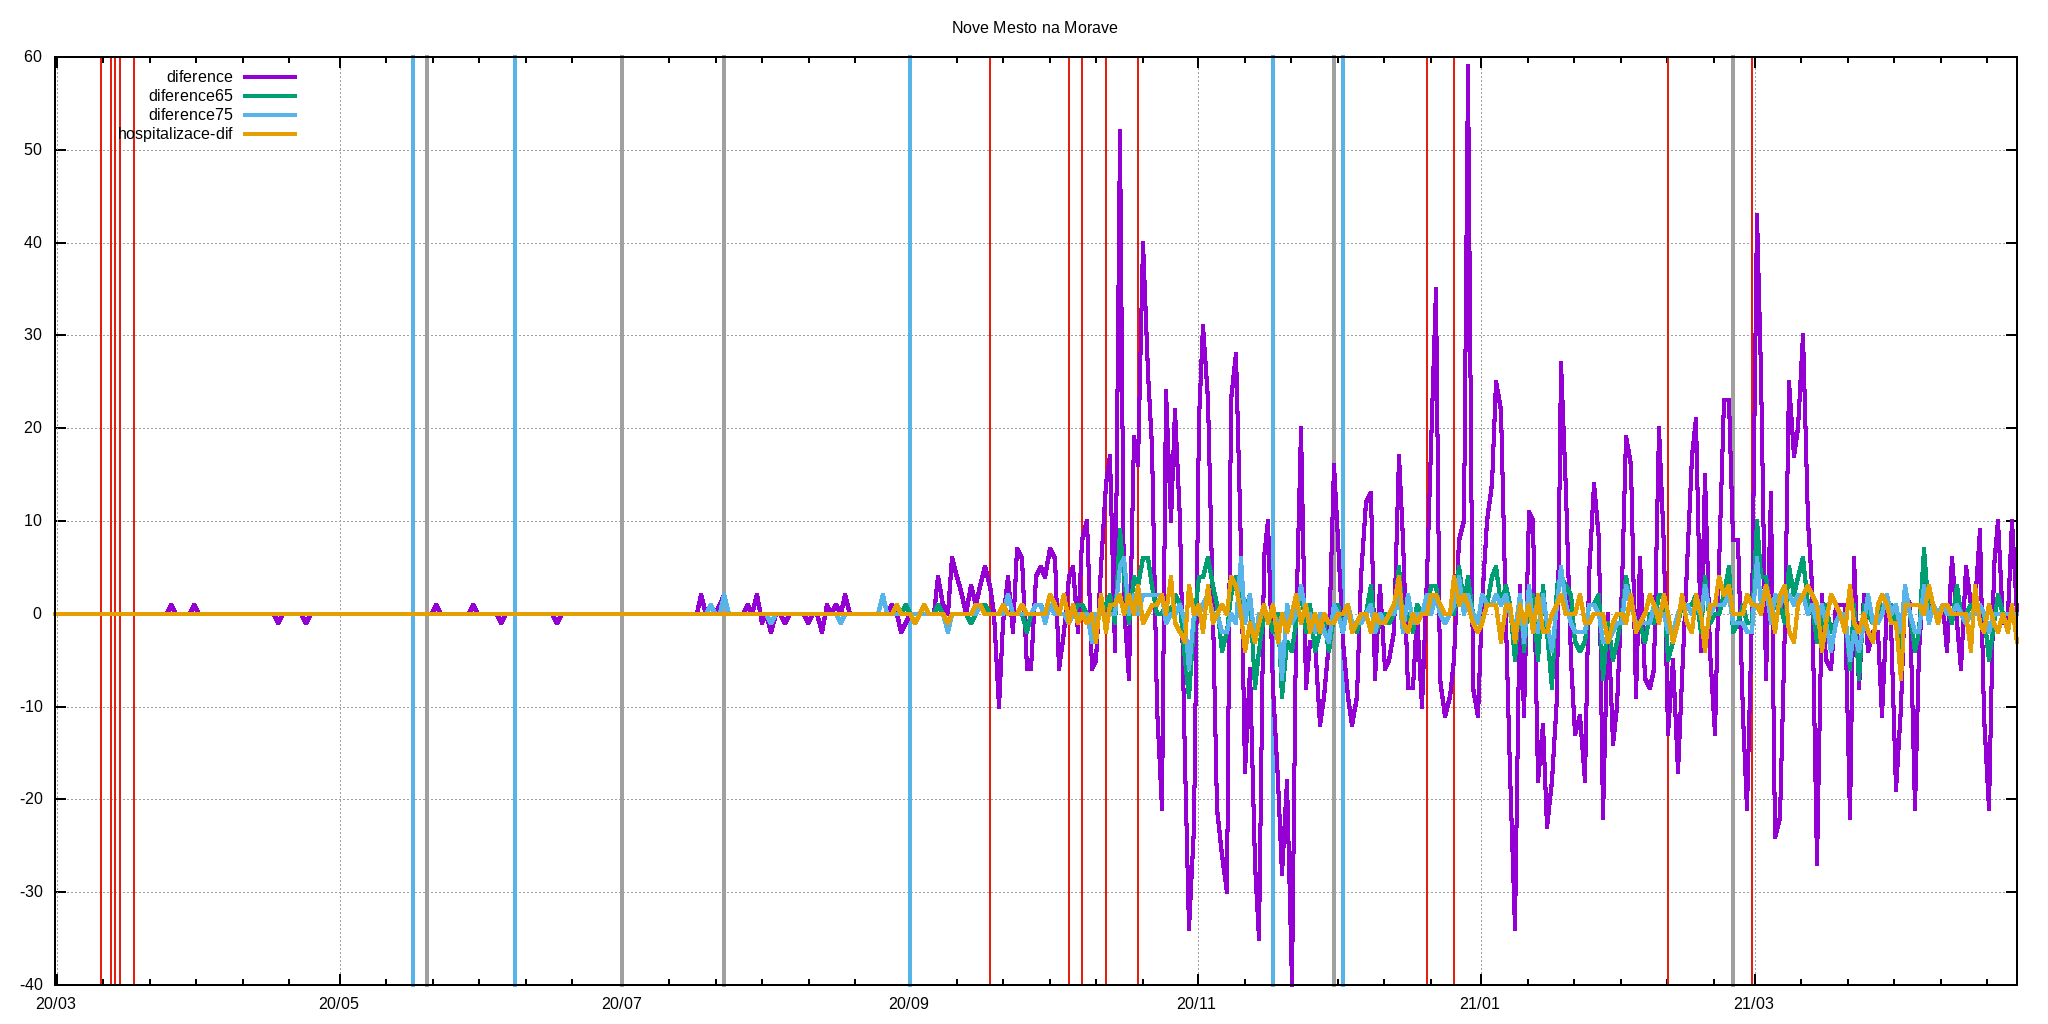 Nove Mesto na Morave
60
diference
diference65
diference75
hospitalizace-dif
50
40
30
20
10
0
-10
-20
-30
-40
20/03 20/05 20/07 20/09 20/11 21/01 21/03